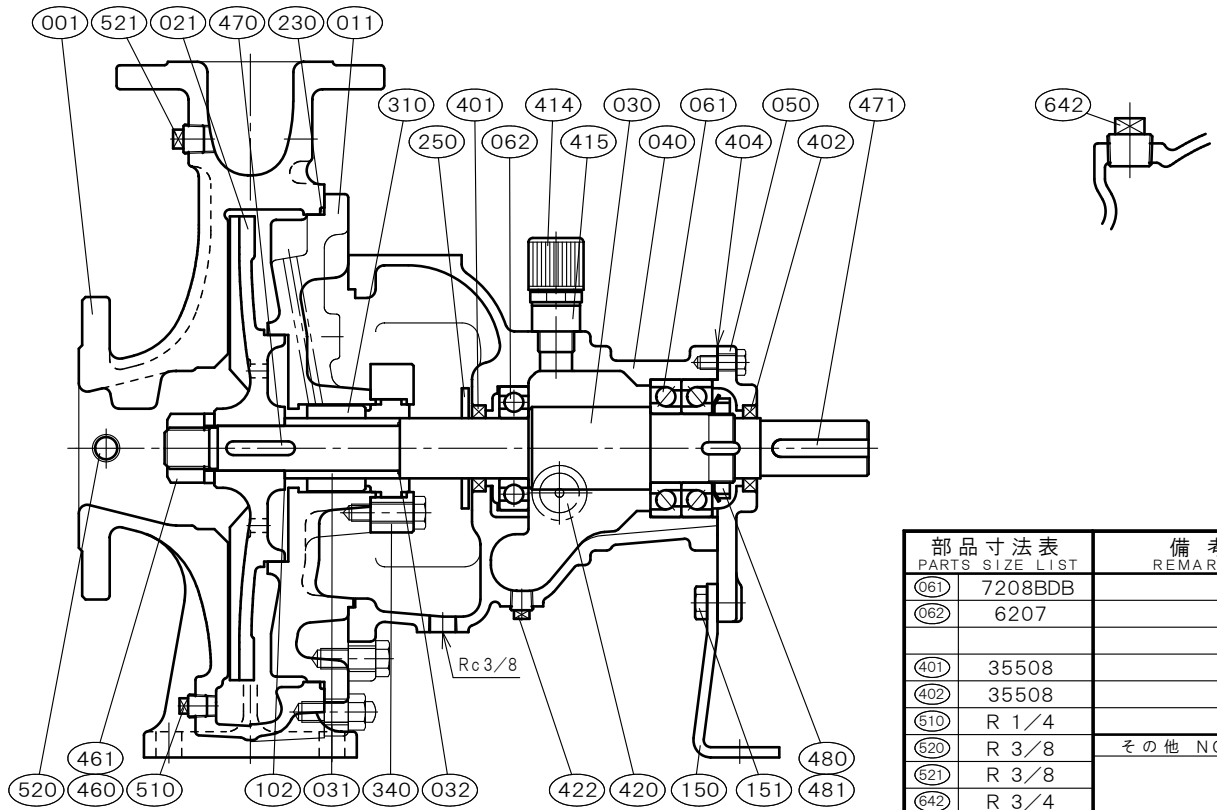 001 521 021 470 230 011
310 401 414 030 061 050 471
250 062 415 040 404 402
642
Rc3/8
461 480
520 460 510 102 031 340 032 422 420 150 151 481
部品寸法表
PARTS SIZE LIST
備
REMAR
061 7208BDB
062 6207
401 35508
402 35508
510 R 1/4
520 R 3/8
521 R 3/8
642 R 3/4
その他